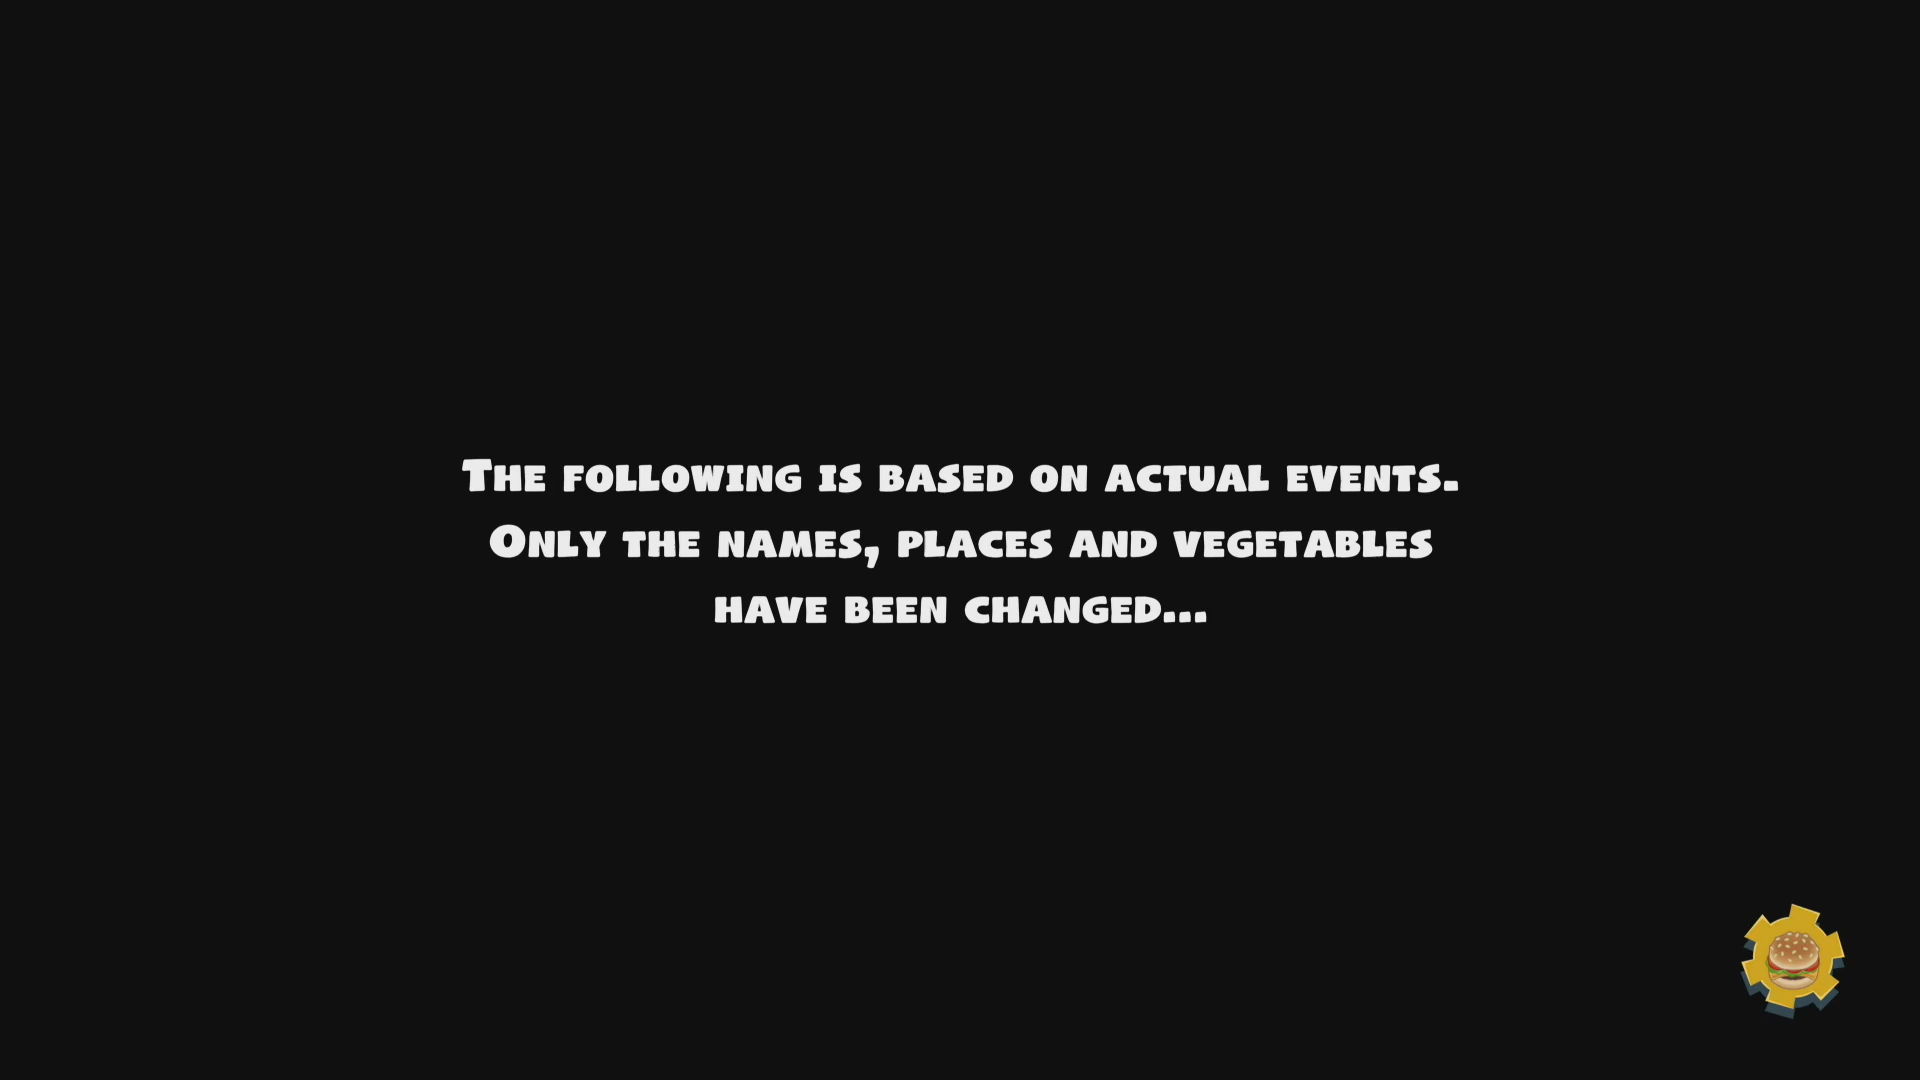 The following is based on actual events.
Only the names, places and vegetables
have been changed...